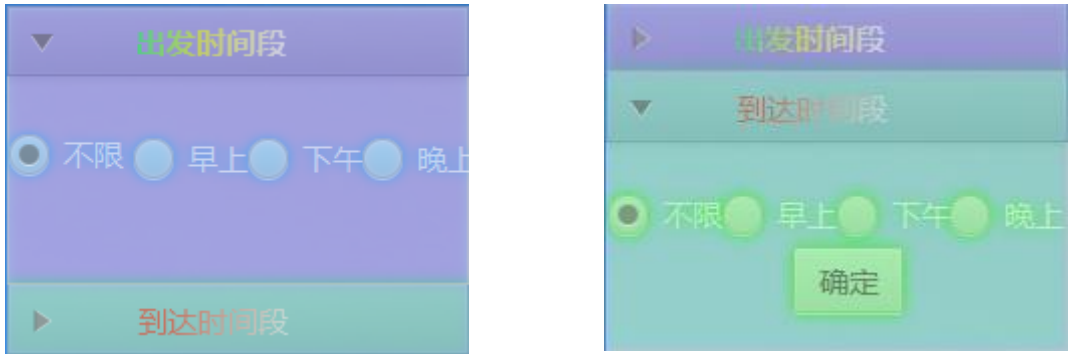 出发时间段
不限 早上 下午 晚上
到达时间段
出发时间段
到达时间段
不限 早上 下午 晚上
确定